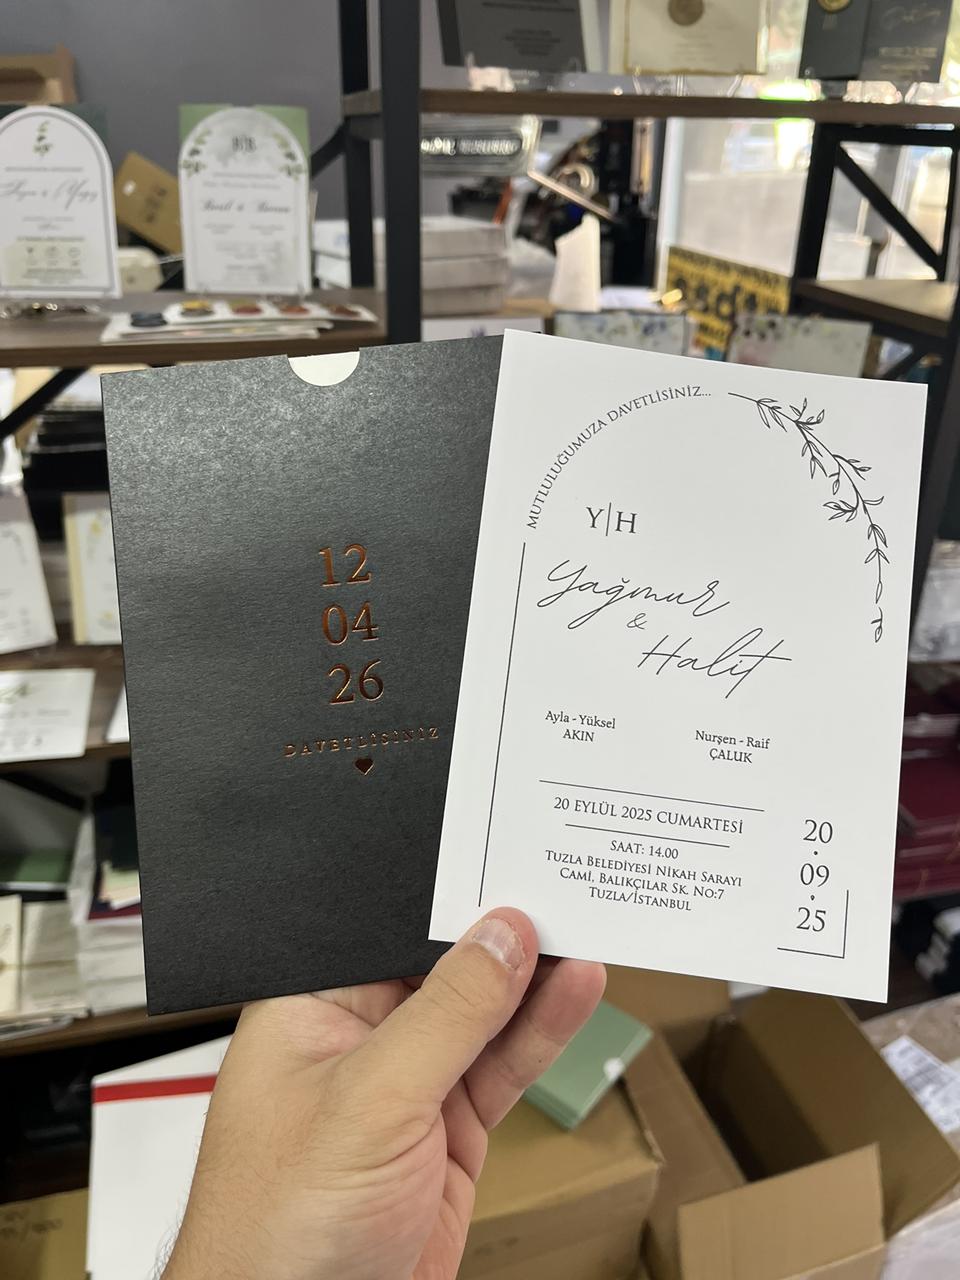 12
04
26
DAVETLİSİNİZ
MUTLULUĞUMUZA DAVETLİSİNİZ...
Y|H
Yağmur
&
Halit
Ayla - Yüksel
AKIN
Nurşen - Raif
ÇALUK
20 EYLÜL 2025 CUMARTESİ
SAAT: 14.00
TUZLA BELEDİYESİ NİKAH SARAYI
CAMİ, BALIKÇILAR SK. NO:7
TUZLA/İSTANBUL
20
09
25